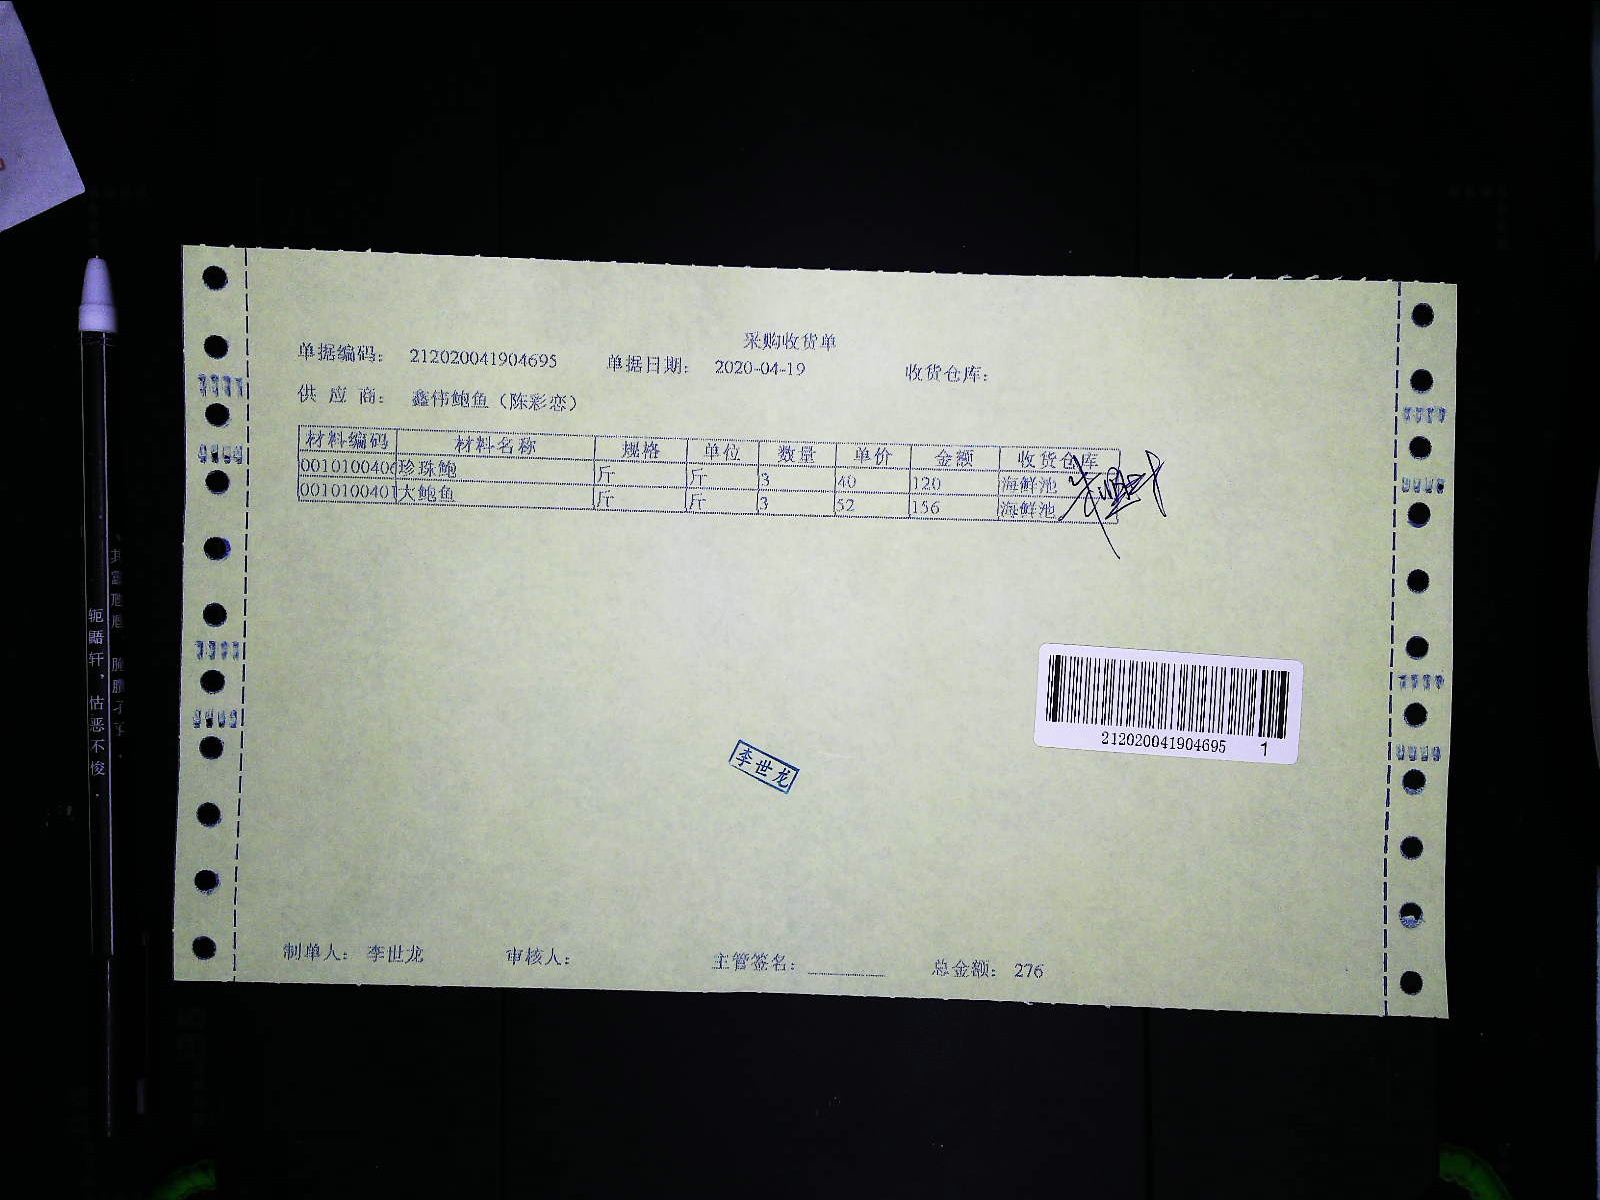 采购收货单
单据编码： 212020041904695 单据日期： 2020-04-19 收货仓库：
供 应 商： 鑫伟鲍鱼（陈彩恋）
材料编码 材料名称 规格 单位 数量 单价 金额 收货仓库
0010100406 珍珠鲍 斤 斤 3 40 120 海鲜池
0010100401 大鲍鱼 斤 斤 3 52 156 海鲜池
212020041904695 1
李世龙
制单人： 李世龙 审核人： 主管签名： 总金额： 276